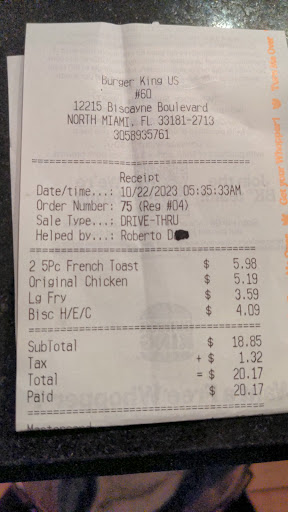 Burger King US
#60
12215 Biscayne Boulevard
NORTH MIAMI, FL 33181-2713
3058935761
================================
Receipt
Date/time...: 10/22/2023 05:35:33AM
Order Number: 75 (Reg #04)
Sale Type...: DRIVE-THRU
Helped by...: Roberto D
================================
2 5Pc French Toast $ 5.98
Original Chicken $ 5.19
Lg Fry $ 3.59
Bisc H/E/C $ 4.09
================================
SubTotal $ 18.85
Tax + $ 1.32
Total = $ 20.17
Paid $ 20.17
================================
Turn Me Over